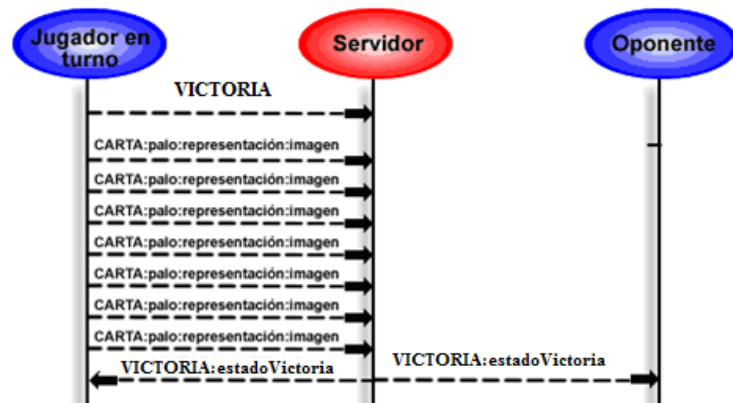 Jugador en
turno
Servidor
Oponente
VICTORIA
CARTA:palo:representación:imagen
CARTA:palo:representación:imagen
CARTA:palo:representación:imagen
CARTA:palo:representación:imagen
CARTA:palo:representación:imagen
CARTA:palo:representación:imagen
CARTA:palo:representación:imagen
VICTORIA:estadoVictoria
VICTORIA:estadoVictoria